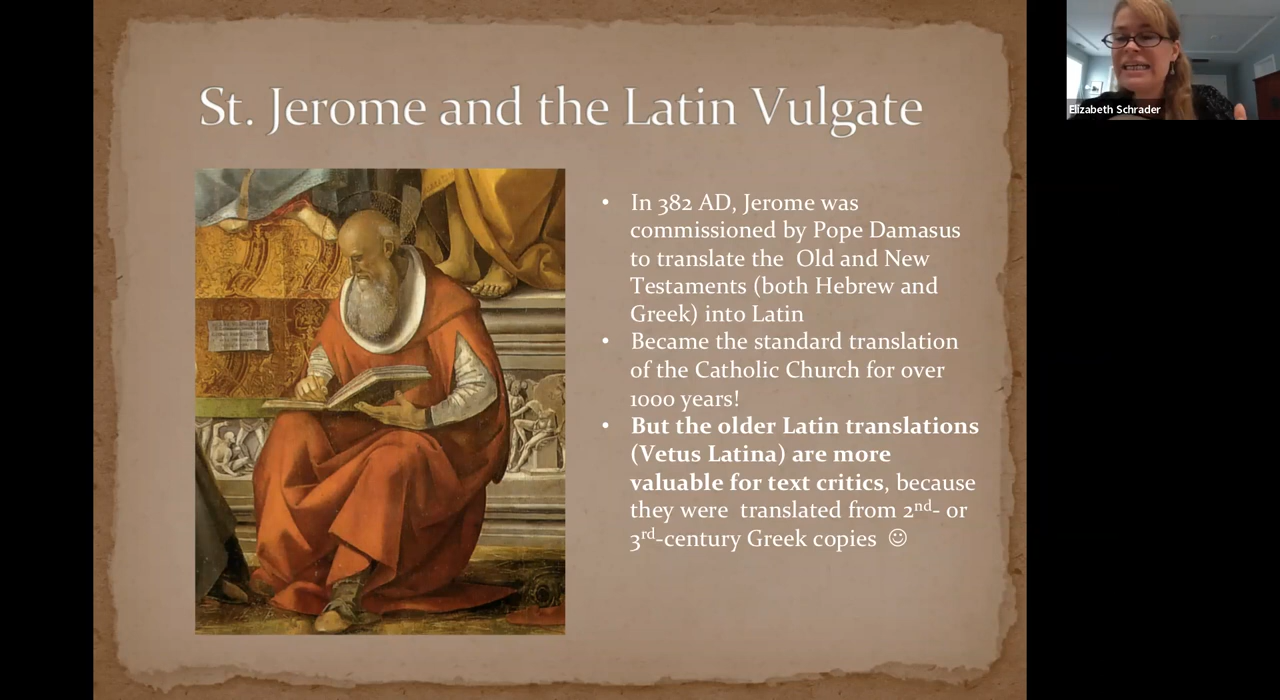 St. Jerome and the Latin Vulgate
• In 382 AD, Jerome was
commissioned by Pope Damasus
to translate the  Old and New
Testaments (both Hebrew and
Greek) into Latin
• Became the standard translation
of the Catholic Church for over
1000 years!
• But the older Latin translations
(Vetus Latina) are more
valuable for text critics, because
they were  translated from 2nd- or
3rd-century Greek copies ☺
Elizabeth Schrader